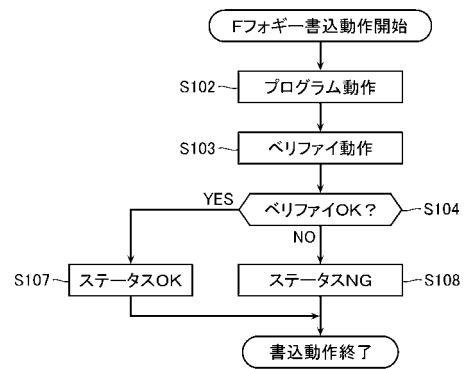 Fフォギー書込動作開始
S102 プログラム動作
S103 ベリファイ動作
YES ベリファイOK? S104
NO
S107 ステータスOK ステータスNG S108
書込動作終了